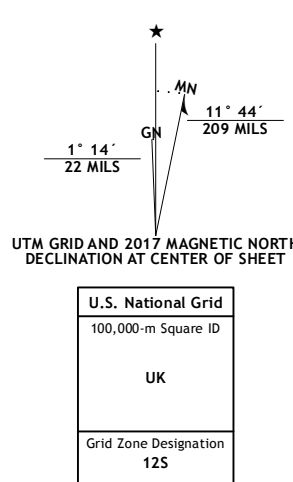 MN
GN
11° 44´
209 MILS
1° 14´
22 MILS
UTM GRID AND 2017 MAGNETIC NORTH
DECLINATION AT CENTER OF SHEET
U.S. National Grid
100,000-m Square ID
UK
Grid Zone Designation
12S